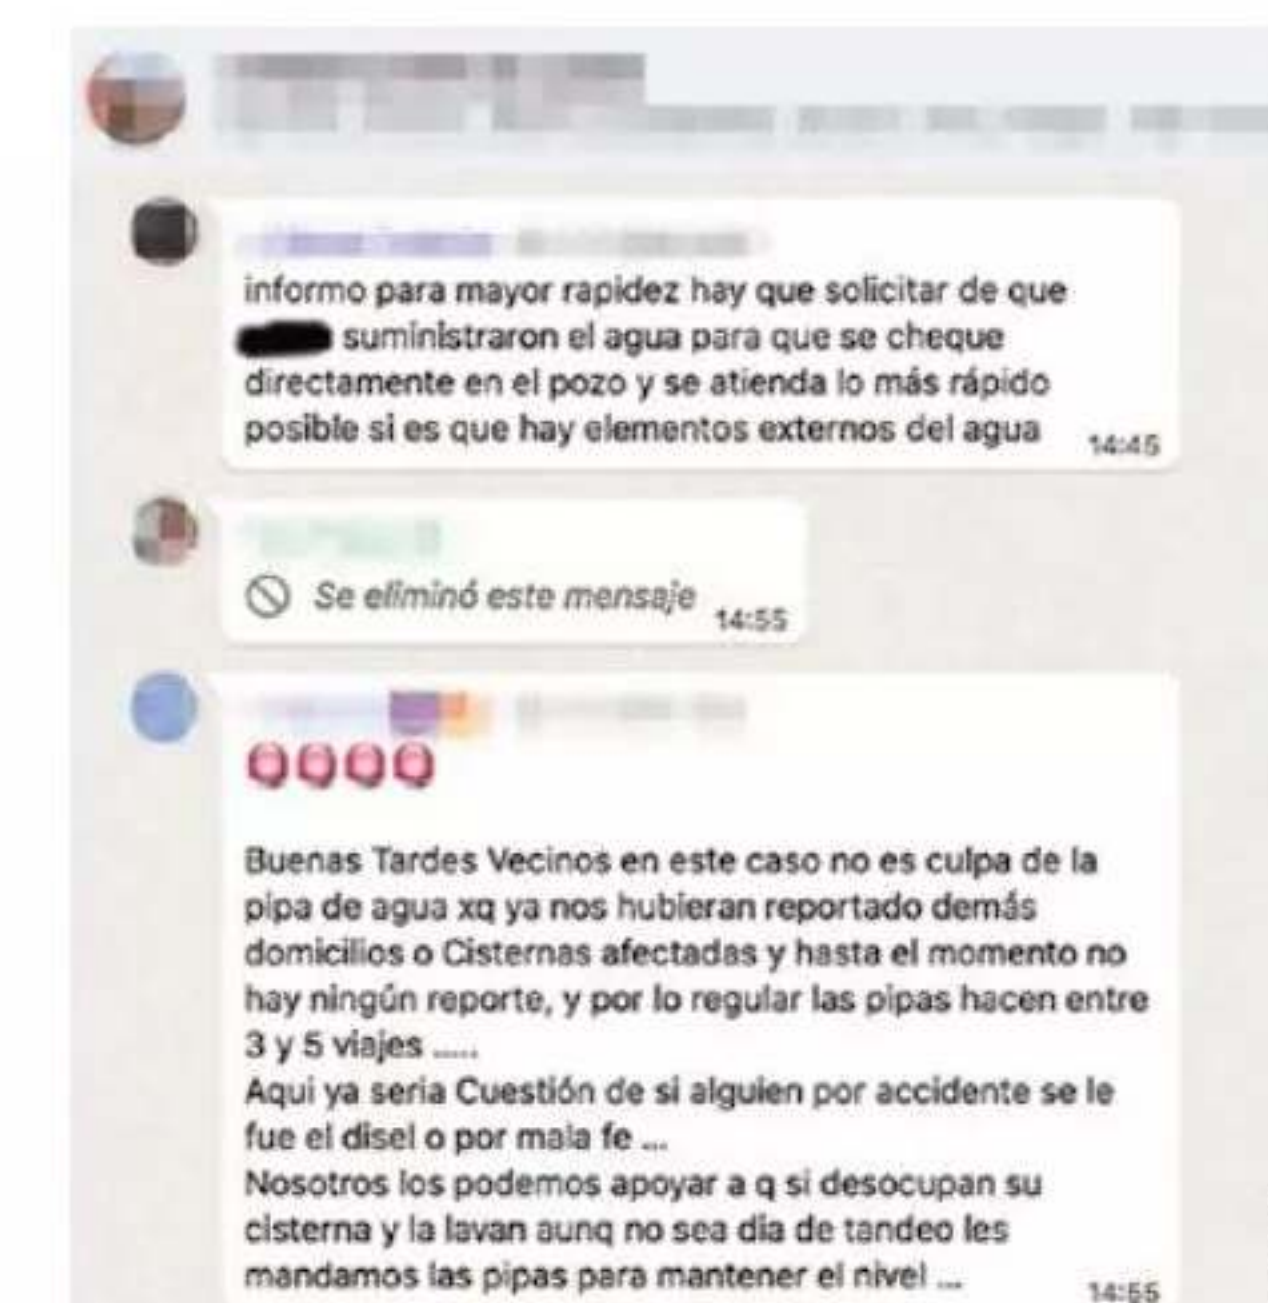 informo para mayor rapidez hay que solicitar de que
suministraron el agua para que se cheque
directamente en el pozo y se atienda lo más rápido
posible si es que hay elementos externos del agua
14:45
Se eliminó este mensaje
14:55
Buenas Tardes Vecinos en este caso no es culpa de la
pipa de agua xq ya nos hubieran reportado demás
domicilios o Cisternas afectadas y hasta el momento no
hay ningún reporte, y por lo regular las pipas hacen entre
3 y 5 viajes .....
Aqui ya seria Cuestión de si alguien por accidente se le
fue el disel o por mala fe ...
Nosotros los podemos apoyar a q si desocupan su
cisterna y la lavan aunq no sea dia de tandeo les
mandamos las pipas para mantener el nivel ...
14:55